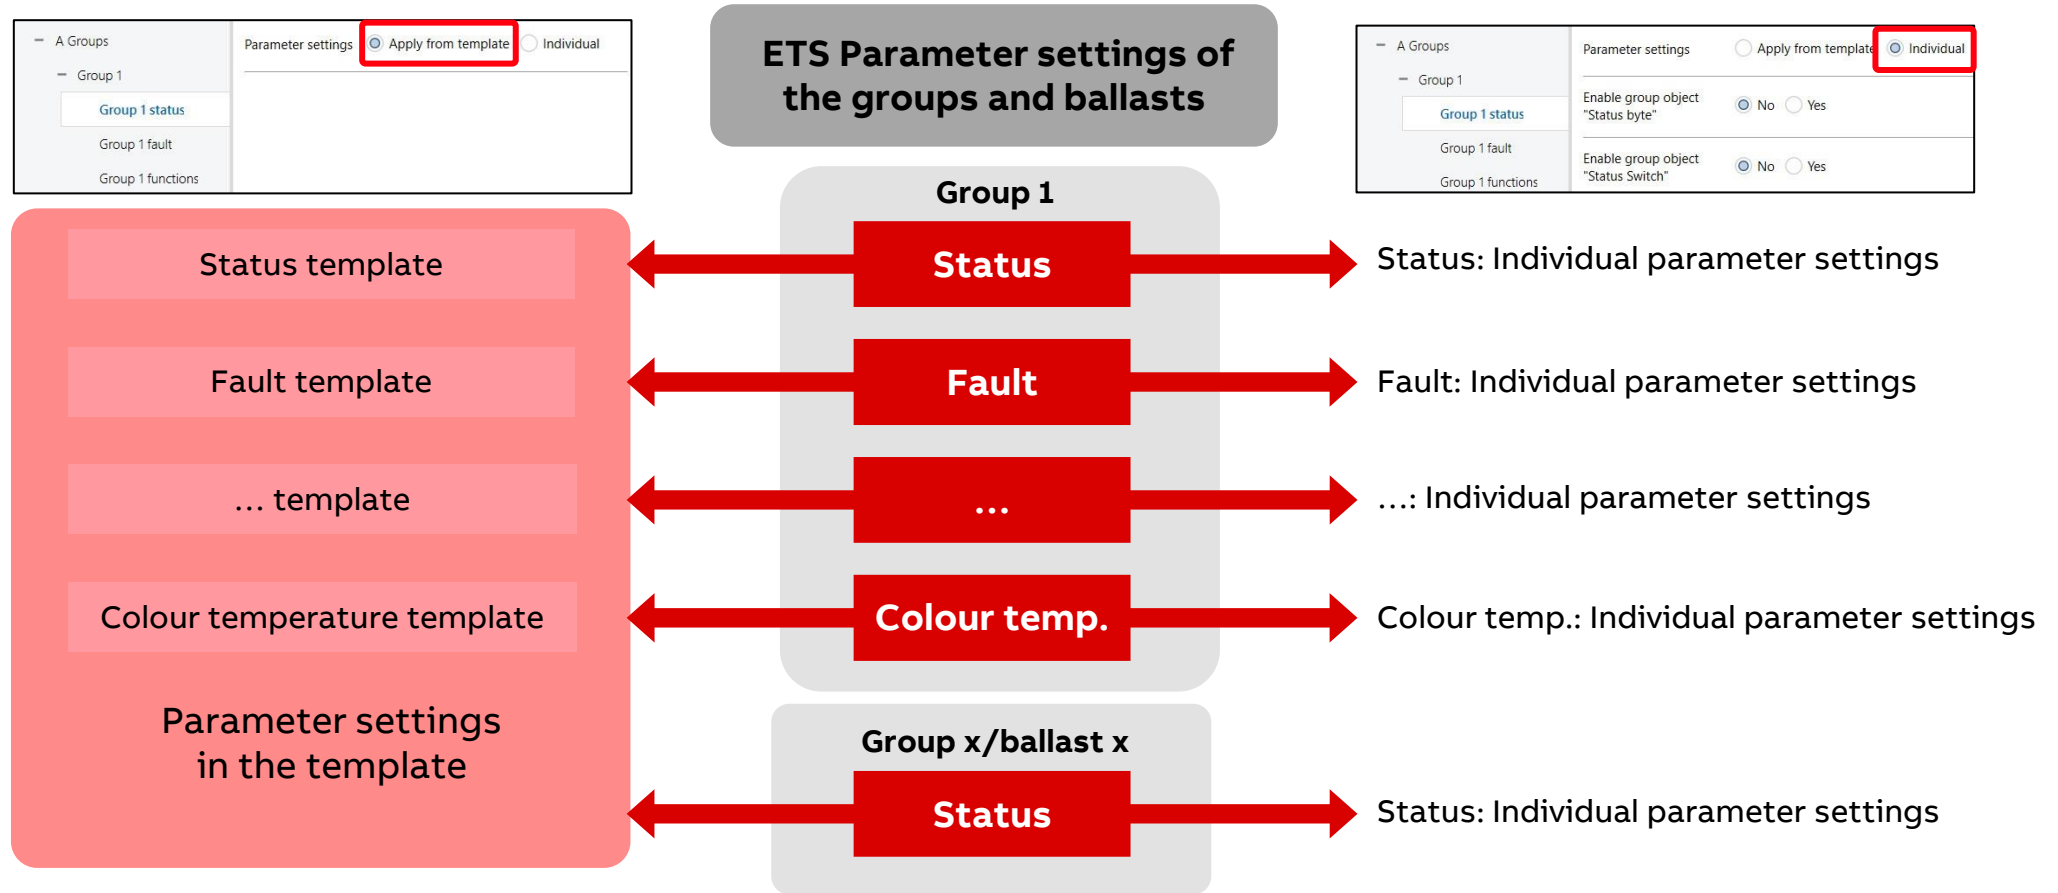 A Groups
Group 1
Group 1 status
Group 1 fault
Group 1 functions
Parameter settings Apply from template Individual
ETS Parameter settings of
the groups and ballasts
A Groups
Group 1
Group 1 status
Group 1 fault
Group 1 functions
Parameter settings Apply from template Individual
Enable group object
"Status byte" No Yes
Enable group object
"Status Switch" No Yes
Group 1
Status template
Status
Status: Individual parameter settings
Fault template
Fault
Fault: Individual parameter settings
... template
...
...: Individual parameter settings
Colour temperature template
Colour temp.
Colour temp.: Individual parameter settings
Parameter settings
in the template
Group x/ballast x
Status
Status: Individual parameter settings